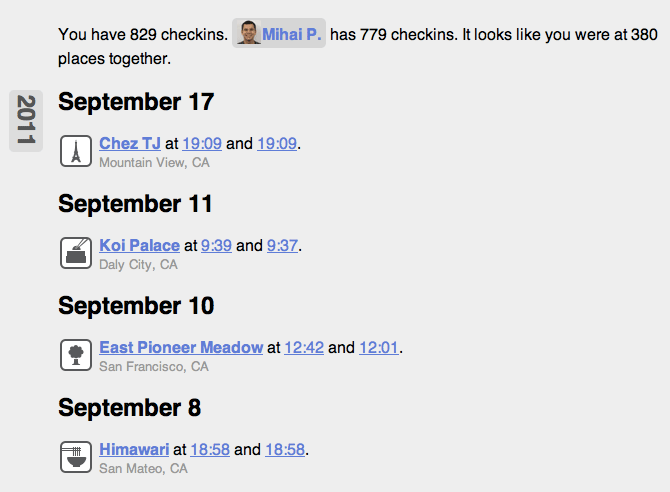 You have 829 checkins. Mihai P. has 779 checkins. It looks like you were at 380
places together.
2011
September 17
Chez TJ at 19:09 and 19:09.
Mountain View, CA
September 11
Koi Palace at 9:39 and 9:37.
Daly City, CA
September 10
East Pioneer Meadow at 12:42 and 12:01.
San Francisco, CA
September 8
Himawari at 18:58 and 18:58.
San Mateo, CA